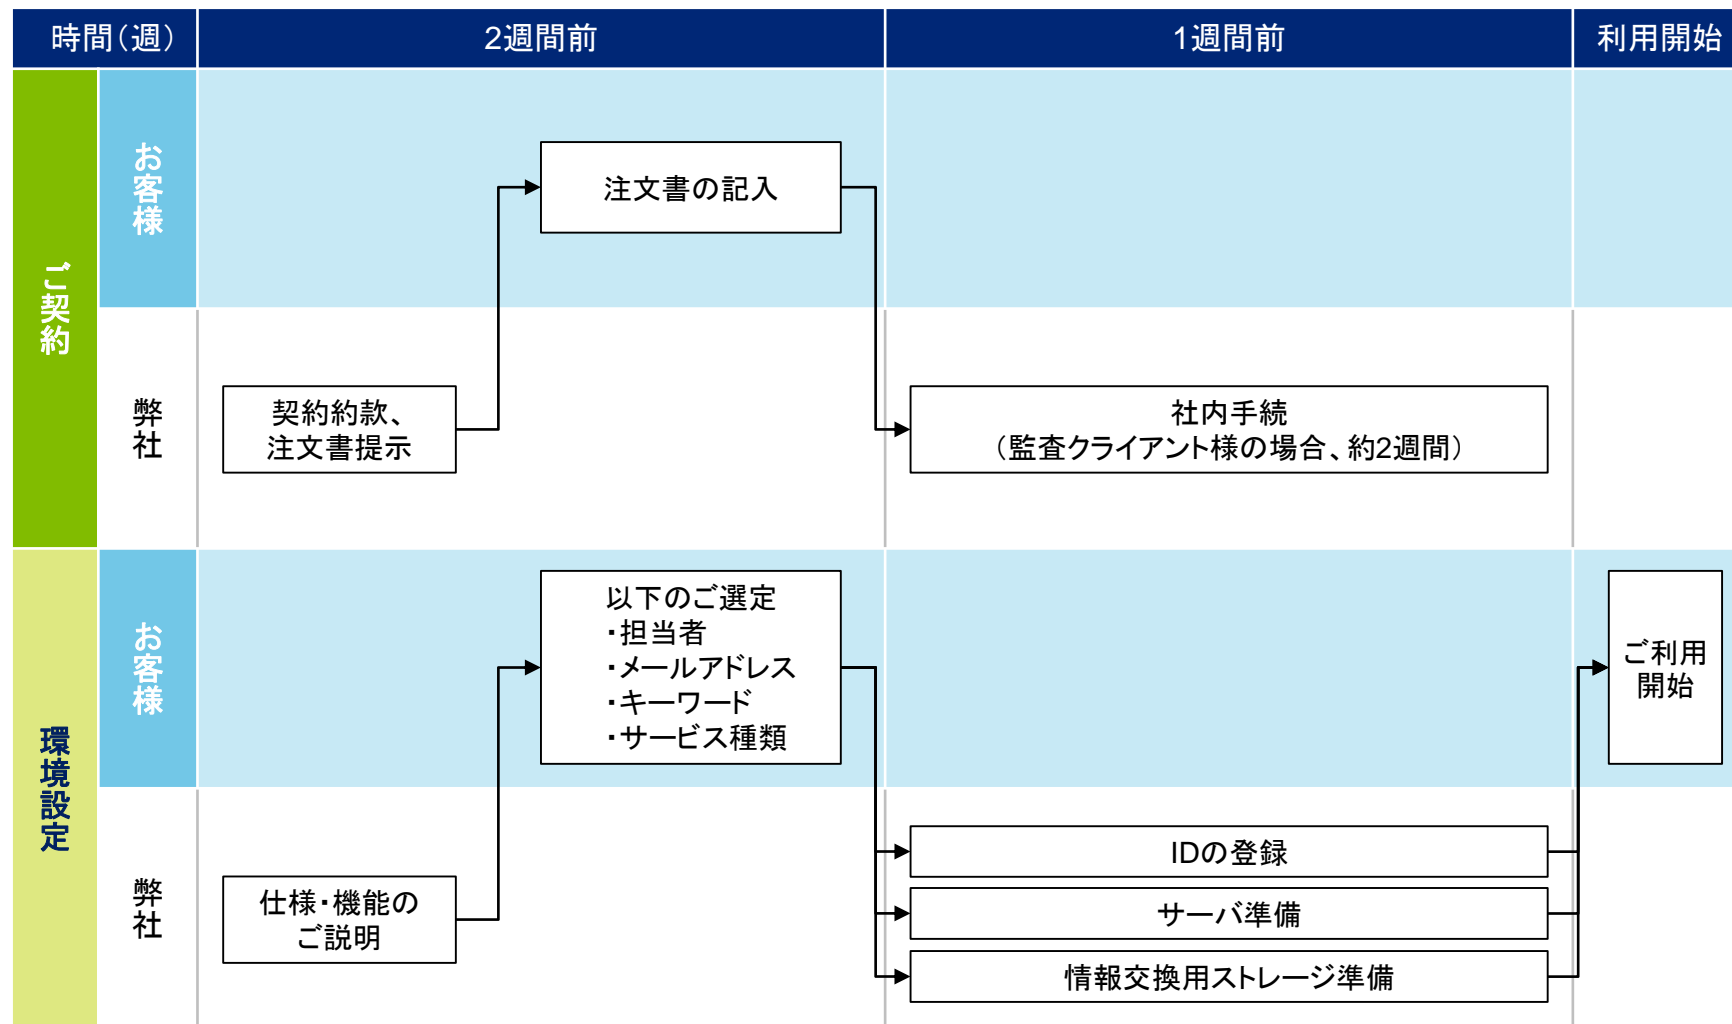 時間（週）
2週間前
1週間前
利用開始
ご契約
お客様
注文書の記入
弊社
契約約款、
注文書提示
社内手続
（監査クライアント様の場合、約2週間）
環境設定
お客様
以下のご選定
・担当者
・メールアドレス
・キーワード
・サービス種類
ご利用
開始
弊社
仕様・機能の
ご説明
IDの登録
サーバ準備
情報交換用ストレージ準備